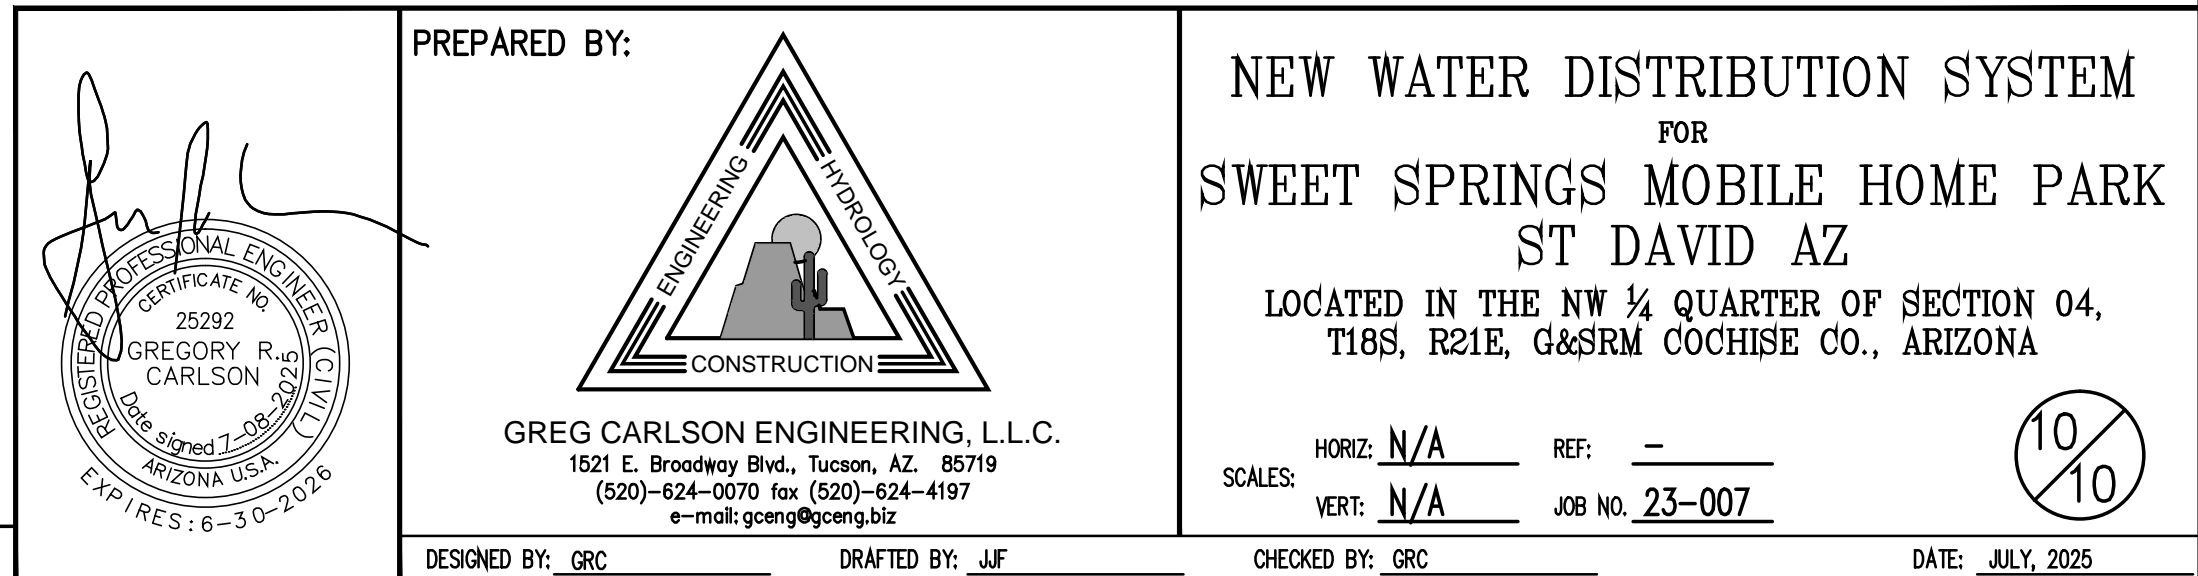 REGISTERED PROFESSIONAL ENGINEER (CIVIL)
CERTIFICATE NO.
25292
GREGORY R.
CARLSON
Date signed 7-08-2025
ARIZONA U.S.A.
EXPIRES: 6-30-2026
PREPARED BY:
ENGINEERING
HYDROLOGY
CONSTRUCTION
GREG CARLSON ENGINEERING, L.L.C.
1521 E. Broadway Blvd., Tucson, AZ. 85719
(520)-624-0070 fax (520)-624-4197
e-mail: gceng@gceng.biz
NEW WATER DISTRIBUTION SYSTEM
FOR
SWEET SPRINGS MOBILE HOME PARK
ST DAVID AZ
LOCATED IN THE NW ¼ QUARTER OF SECTION 04,
T18S, R21E, G&SRM COCHISE CO., ARIZONA
SCALES:
HORIZ: N/A
REF: -
VERT: N/A
JOB NO. 23-007
10/10
DESIGNED BY: GRC
DRAFTED BY: JJF
CHECKED BY: GRC
DATE: JULY, 2025